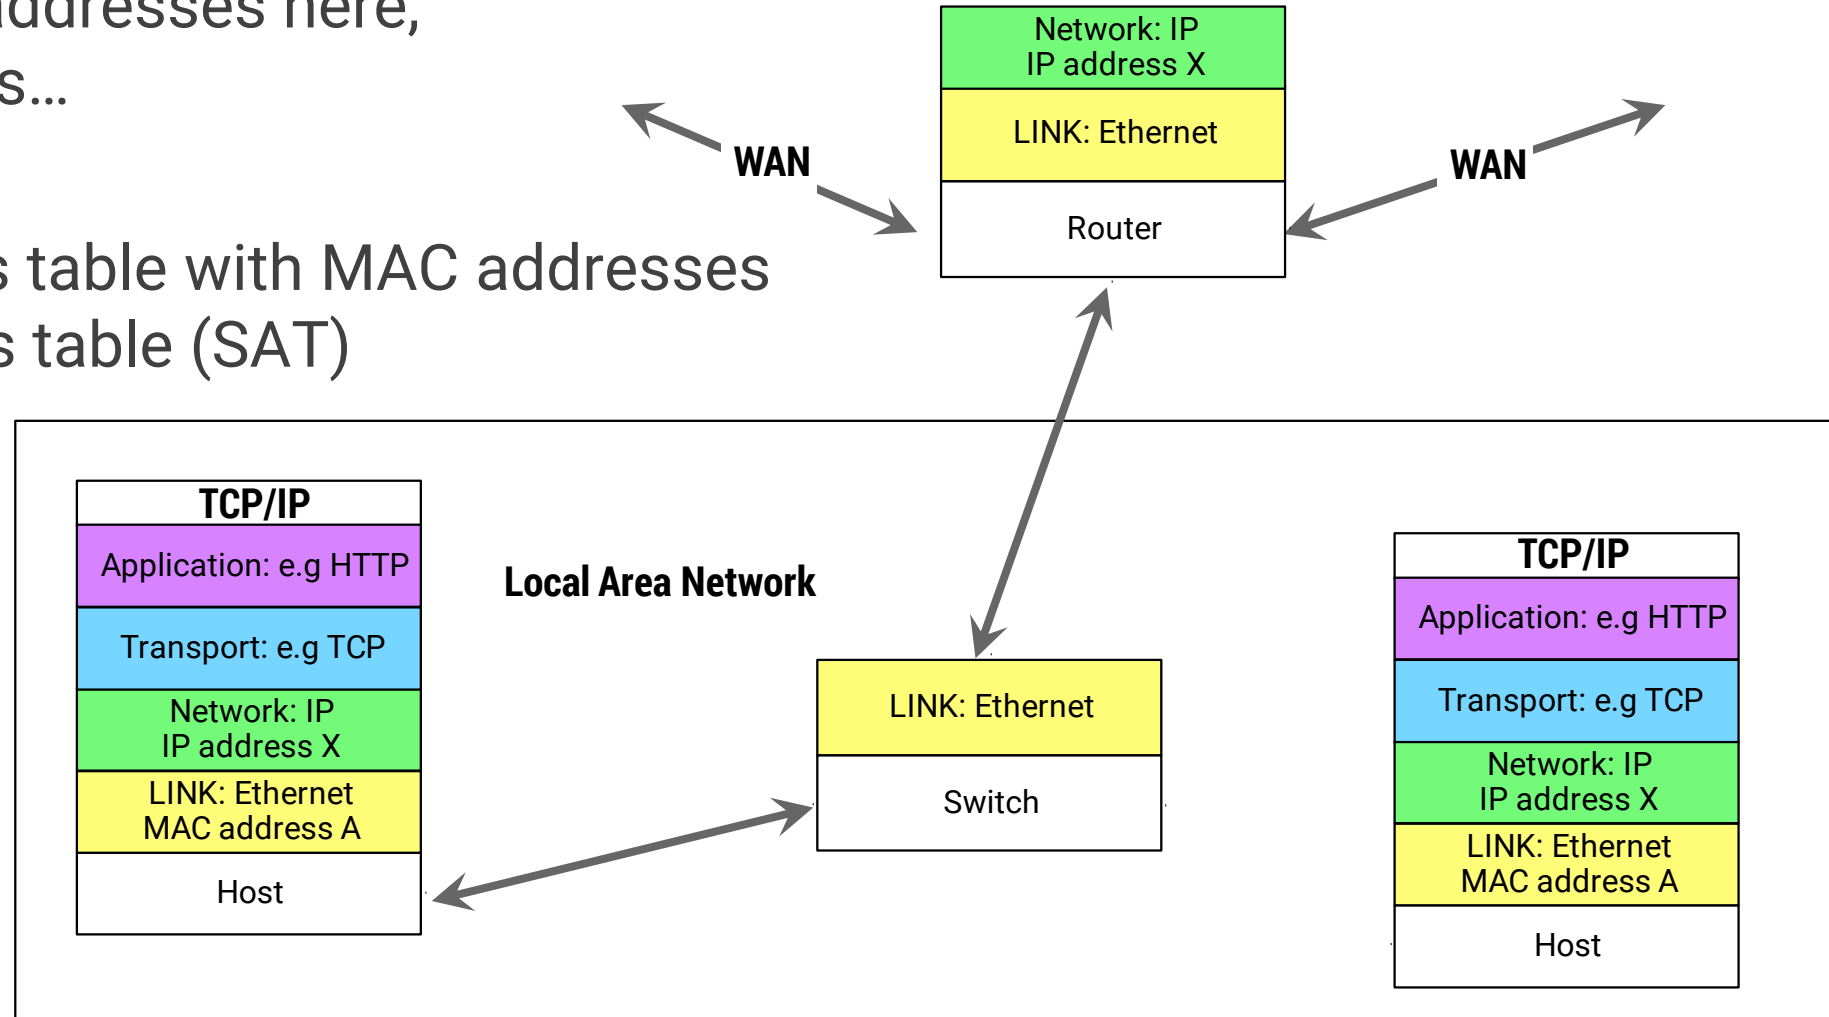 addresses here,
s...
s table with MAC addresses
s table (SAT)
Network: IP
IP address X
LINK: Ethernet
Router
WAN
WAN
TCP/IP
Application: e.g HTTP
Transport: e.g TCP
Network: IP
IP address X
LINK: Ethernet
MAC address A
Host
Local Area Network
LINK: Ethernet
Switch
TCP/IP
Application: e.g HTTP
Transport: e.g TCP
Network: IP
IP address X
LINK: Ethernet
MAC address A
Host